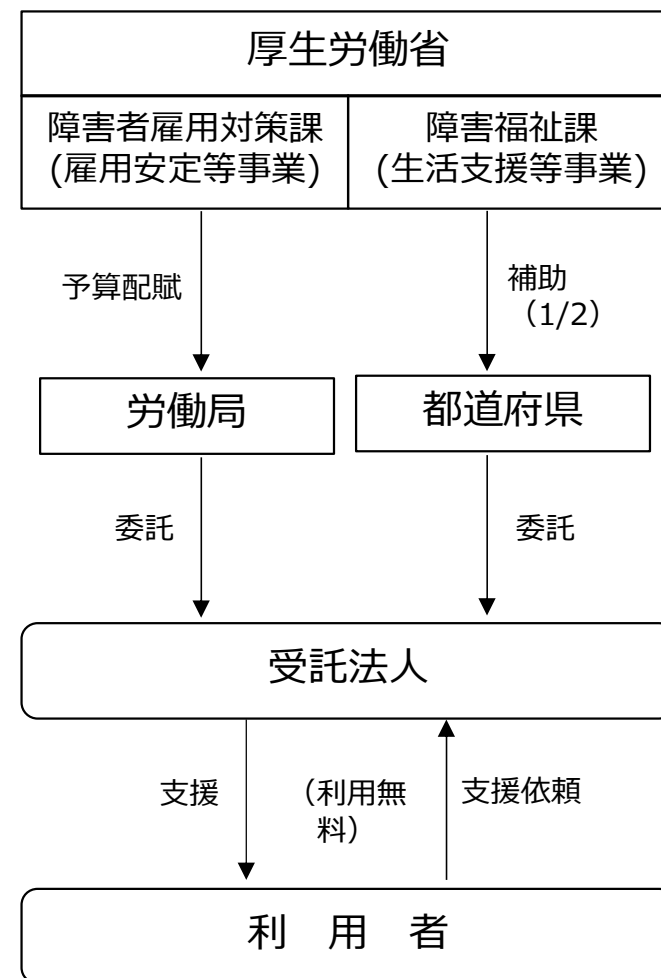 厚生労働省
障害者雇用対策課
(雇用安定等事業)
障害福祉課
(生活支援等事業)
予算配賦
補助
（1/2）
労働局
都道府県
委託
委託
受託法人
支援
（利用無
料）
支援依頼
利　用　者